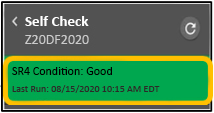 Self Check
Z20DF2020
SR4 Condition: Good
Last Run: 08/15/2020 10:15 AM EDT